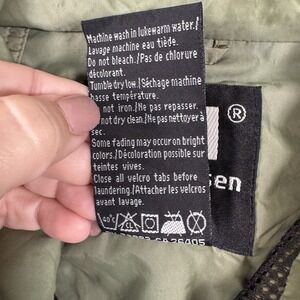 Machine wash in lukewarm water./
Lavage machine eau tiède.
Do not bleach./Pas de chlorure
décolorant.
Tumble dry low./Séchage machine
basse température.
not iron./Ne pas repasser.
not dry clean./Ne pas nettoyer à
sec.
Some fading may occur on bright
colors./Décoloration possible sur
teintes vives.
Close all velcro tabs before
laundering./Attacher les velcros
avant lavage.
40°C CL
26405
®
sen